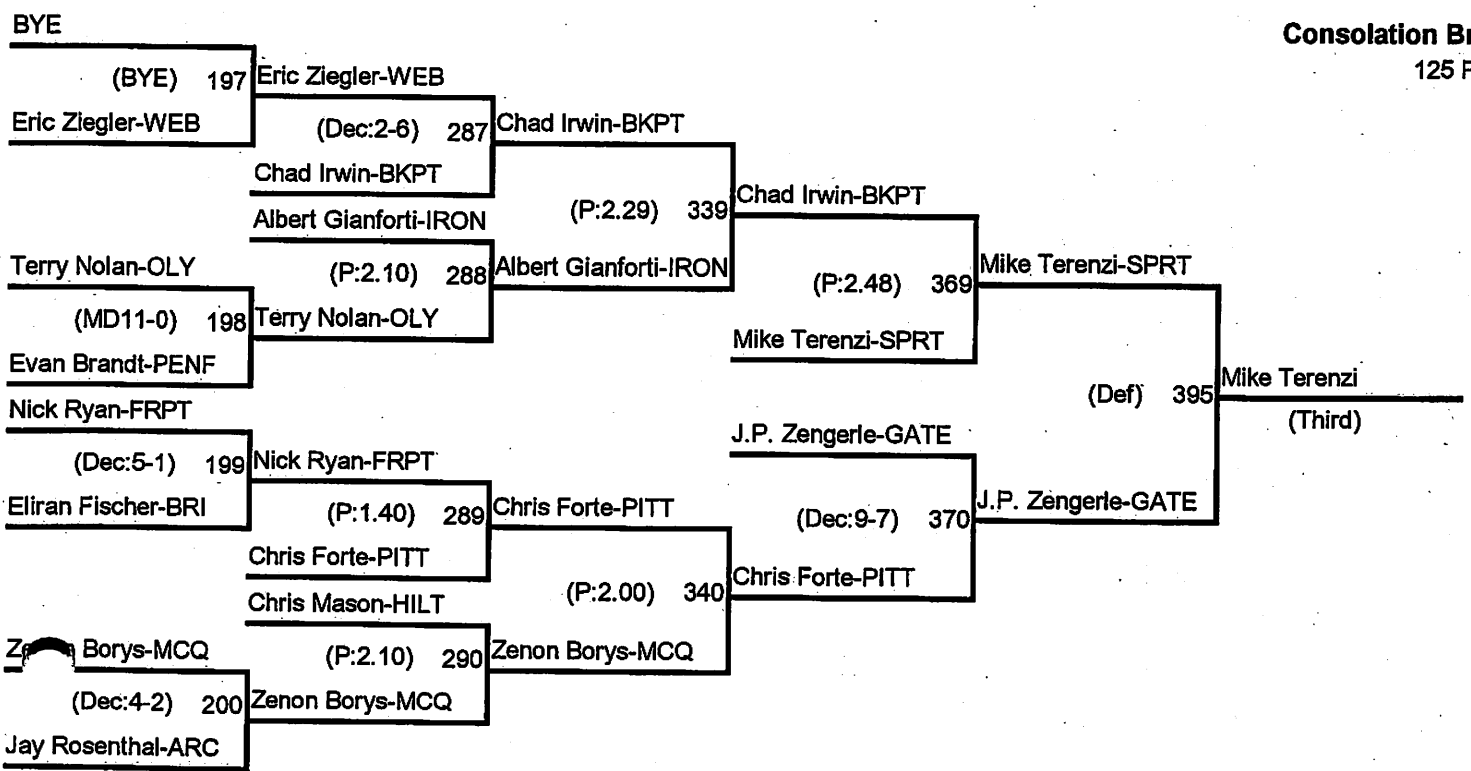 BYE
Consolation Br
125 P
(BYE) 197
Eric Ziegler-WEB
Eric Ziegler-WEB
(Dec:2-6) 287
Chad Irwin-BKPT
Chad Irwin-BKPT
Albert Gianforti-IRON
(P:2.29) 339
Chad Irwin-BKPT
Terry Nolan-OLY
(P:2.10) 288
Albert Gianforti-IRON
(MD11-0) 198
Terry Nolan-OLY
Evan Brandt-PENF
(P:2.48) 369
Mike Terenzi-SPRT
Mike Terenzi-SPRT
(Def) 395
Mike Terenzi
(Third)
Nick Ryan-FRPT
(Dec:5-1) 199
Nick Ryan-FRPT
Eliran Fischer-BRI
(P:1.40) 289
Chris Forte-PITT
Chris Forte-PITT
J.P. Zengerle-GATE
(Dec:9-7) 370
J.P. Zengerle-GATE
Chris Mason-HILT
(P:2.00) 340
Chris Forte-PITT
Borys-MCQ
(P:2.10) 290
Zenon Borys-MCQ
(Dec:4-2) 200
Zenon Borys-MCQ
Jay Rosenthal-ARC